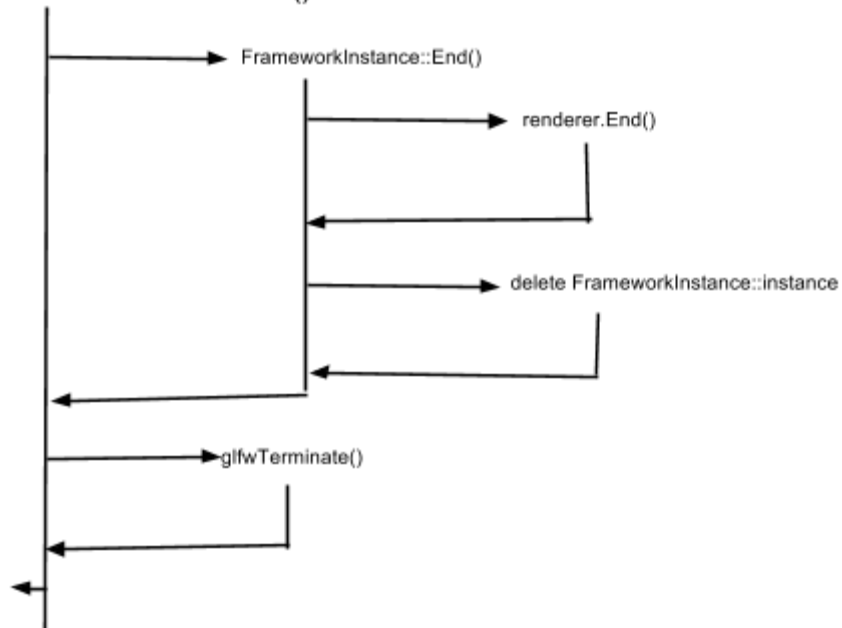 ()
FrameworkInstance::End()
renderer.End()
delete FrameworkInstance::instance
glfwTerminate()